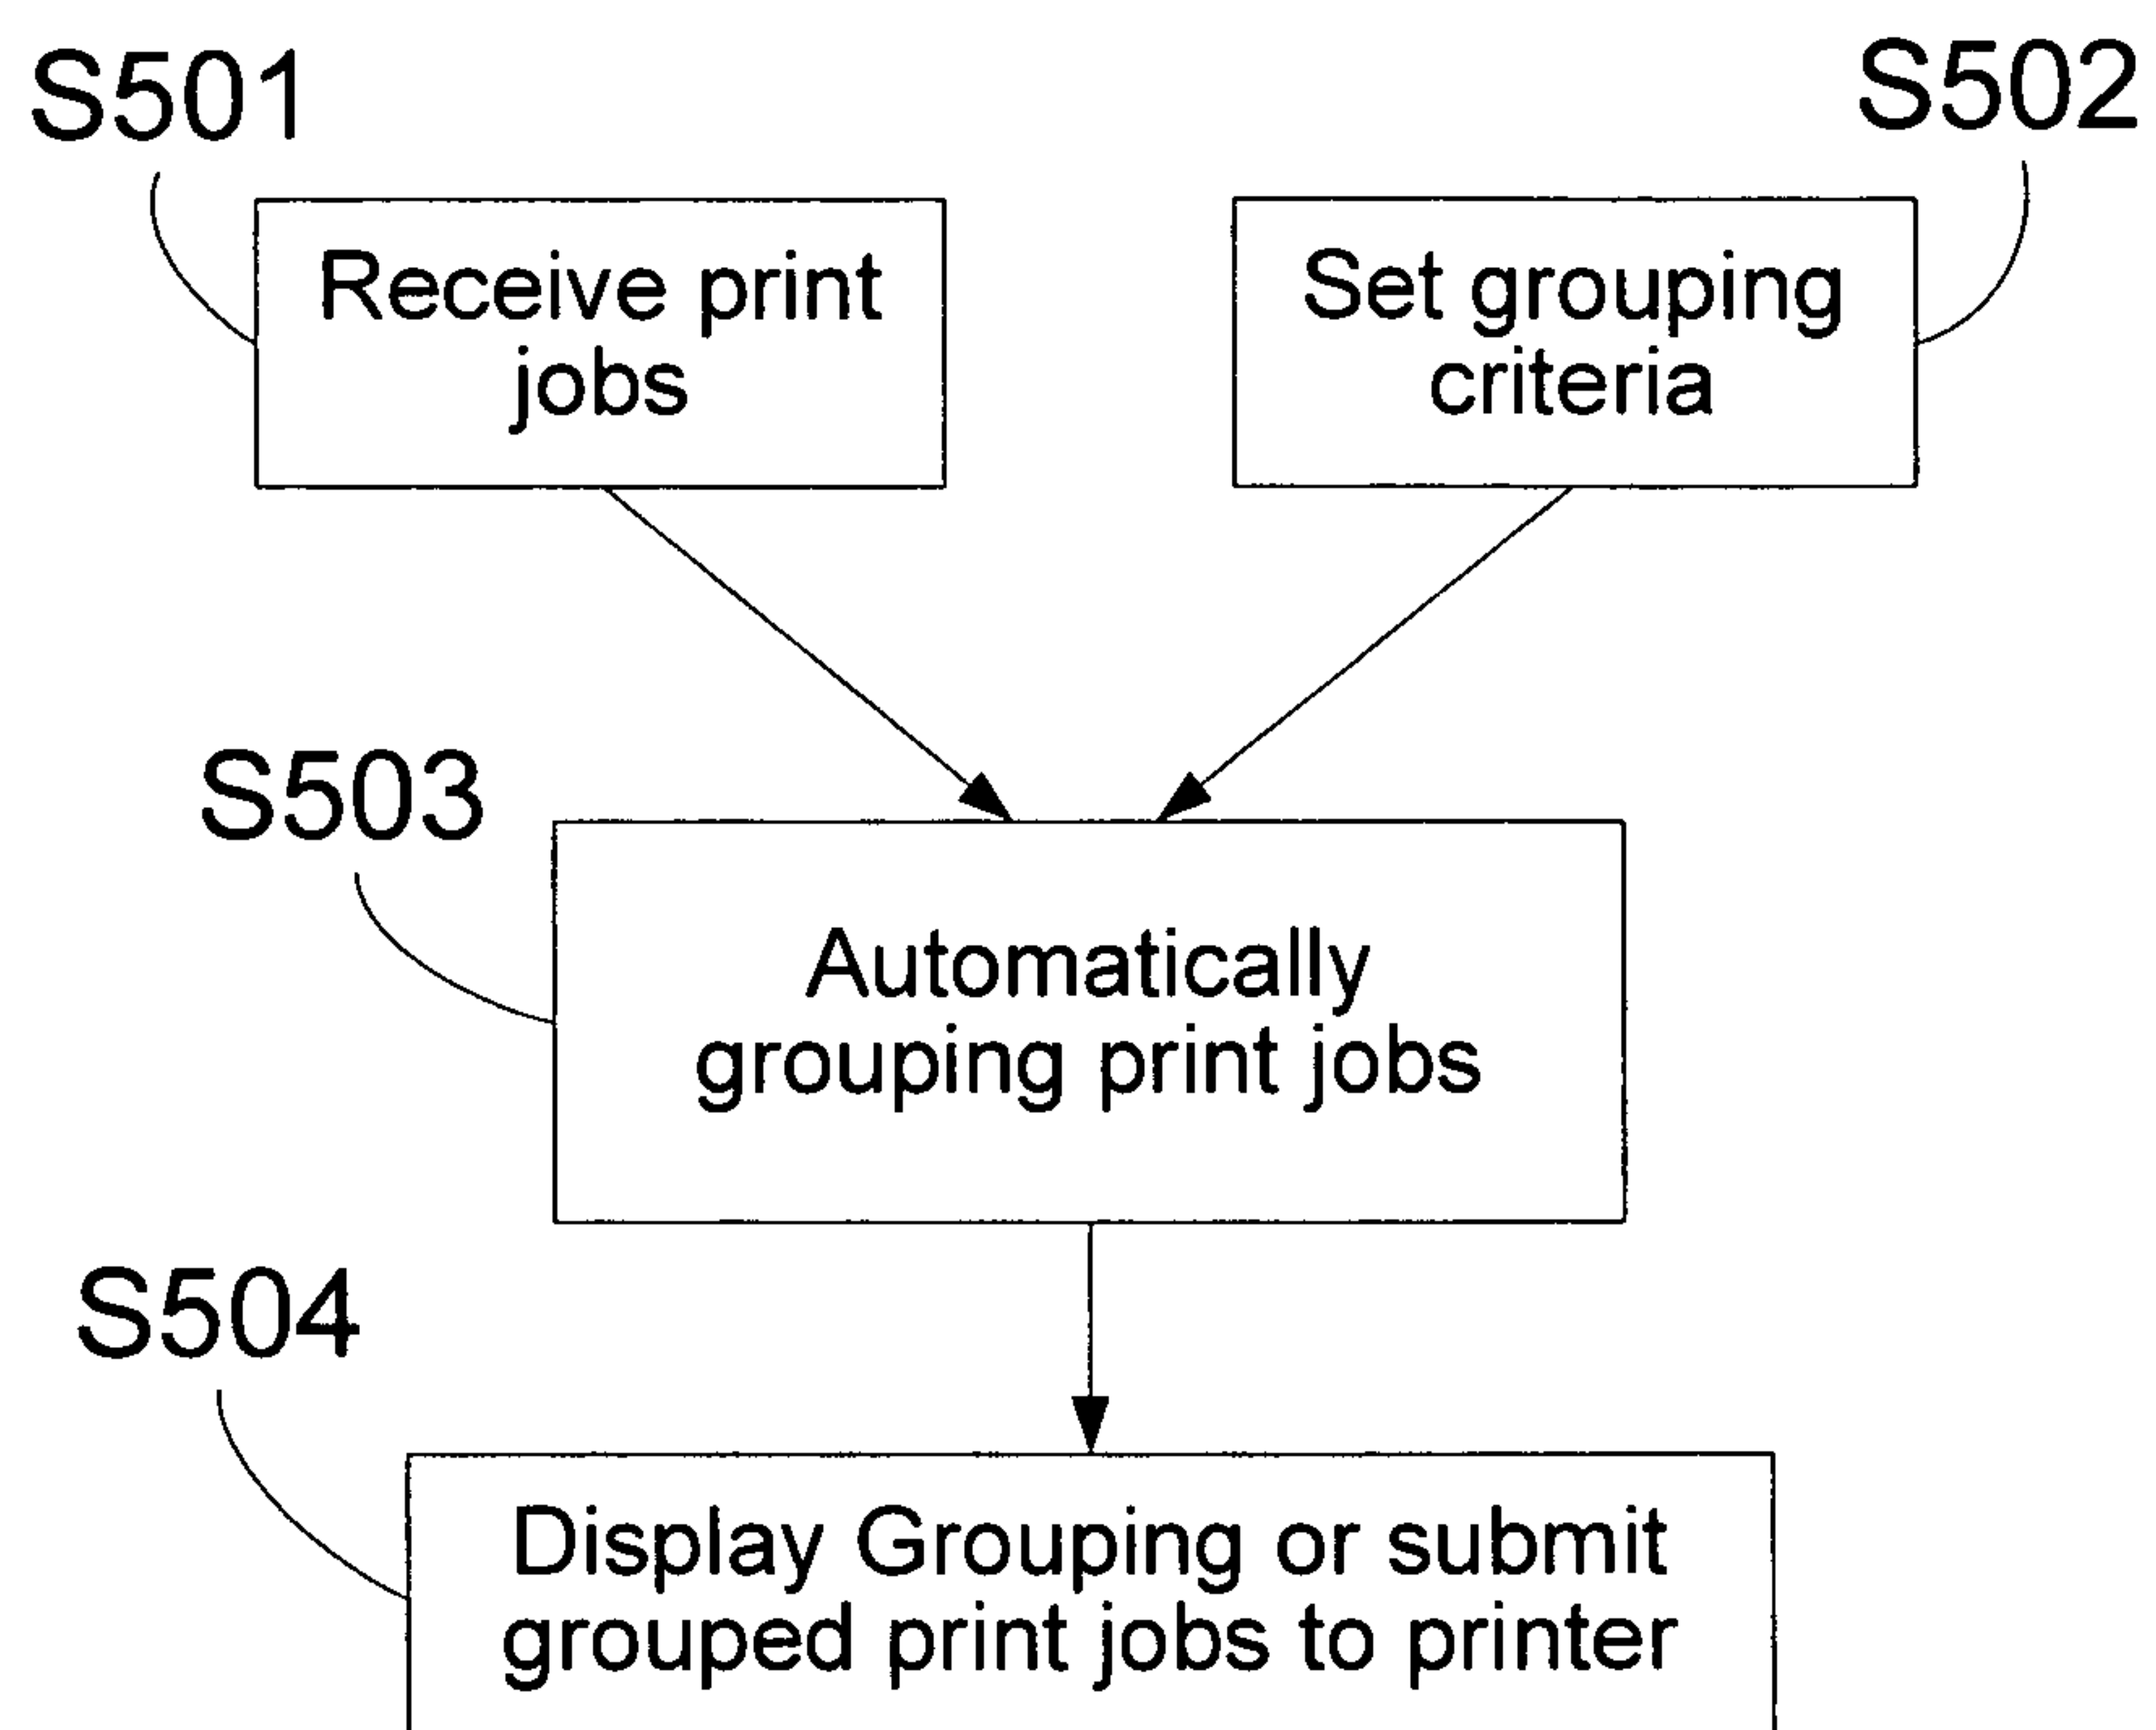 S501
S502
Receive print
jobs
Set grouping
criteria
S503
Automatically
grouping print jobs
S504
Display Grouping or submit
grouped print jobs to printer